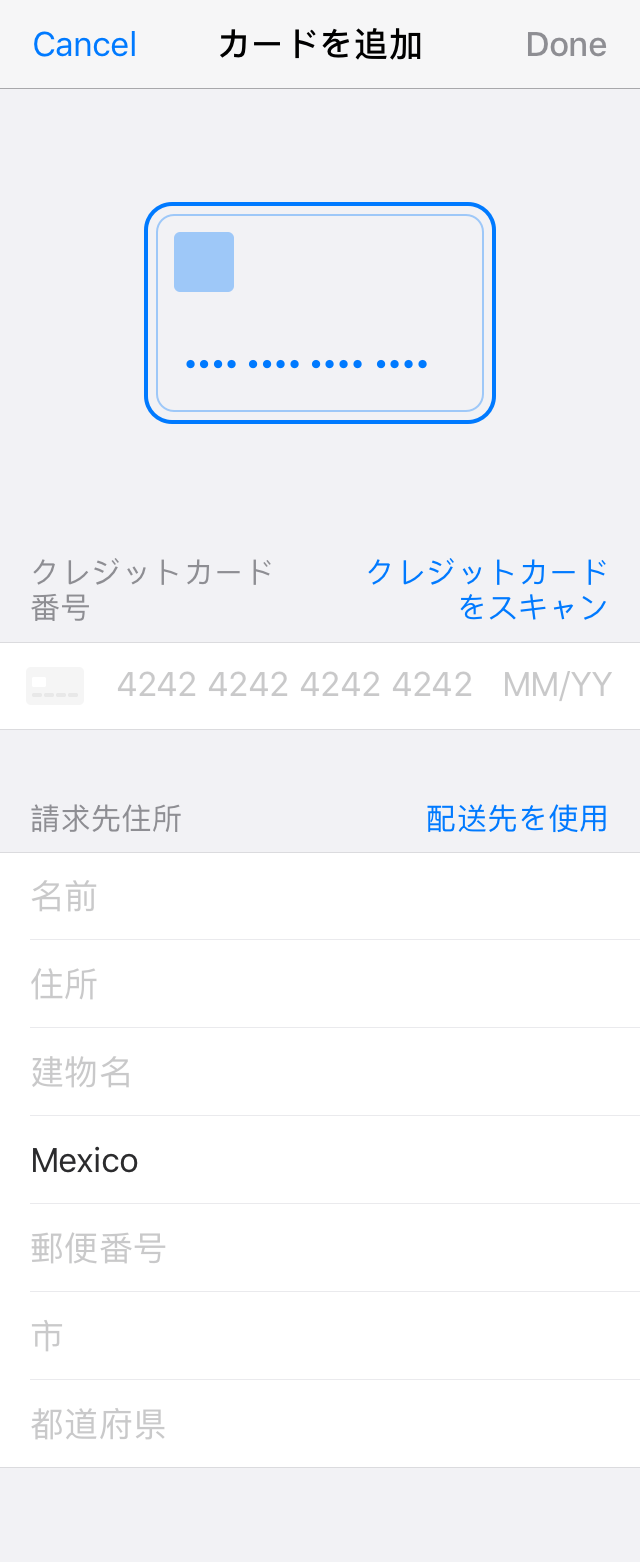 Cancel カードを追加 Done
クレジットカード クレジットカード
番号 をスキャン
4242 4242 4242 4242 MM/YY
請求先住所 配送先を使用
名前
住所
建物名
Mexico
郵便番号
市
都道府県